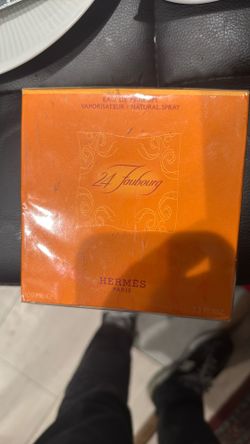 EAU DE PARFUM
VAPORISATEUR / NATURAL SPRAY
24 Faubourg
HERMÈS
PARIS